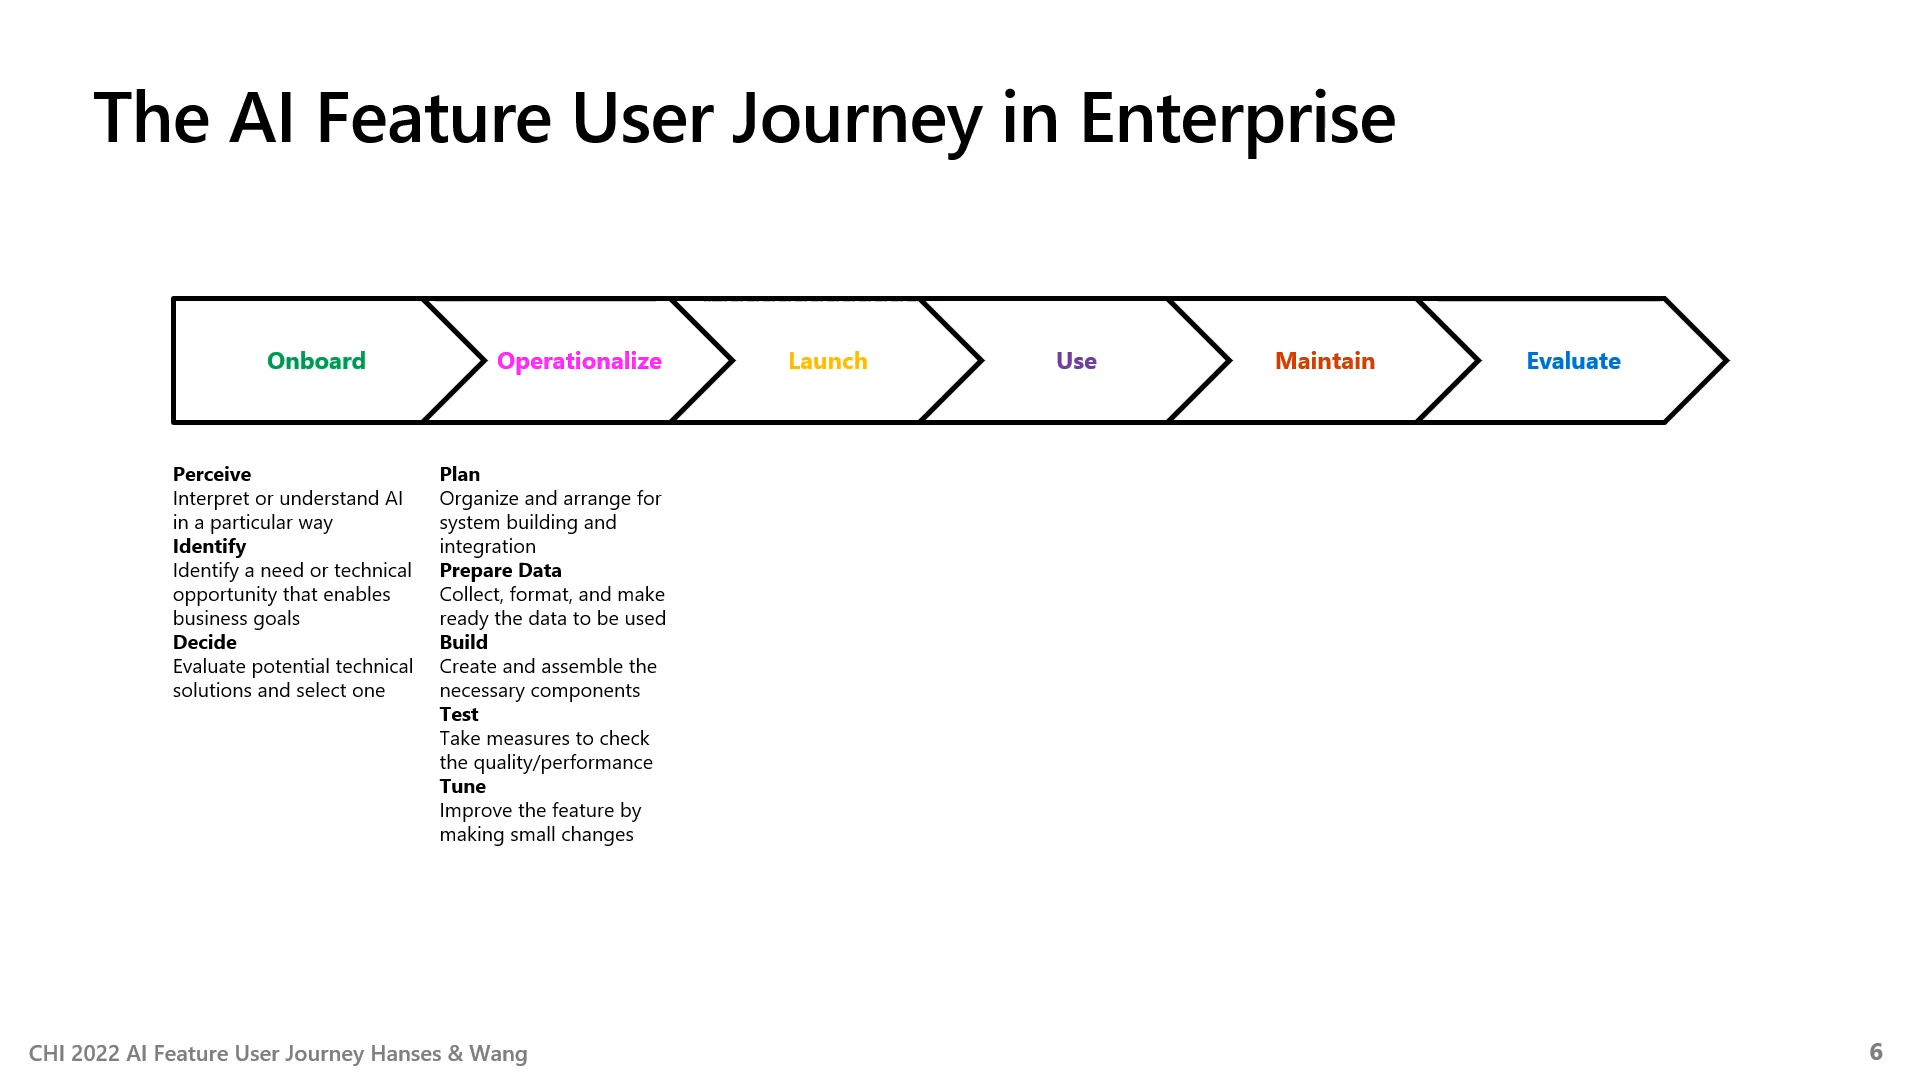 The AI Feature User Journey in Enterprise
Onboard
Operationalize
Launch
Use
Maintain
Evaluate
Perceive
Interpret or understand AI
in a particular way
Identify
Identify a need or technical
opportunity that enables
business goals
Decide
Evaluate potential technical
solutions and select one
Plan
Organize and arrange for
system building and
integration
Prepare Data
Collect, format, and make
ready the data to be used
Build
Create and assemble the
necessary components
Test
Take measures to check
the quality/performance
Tune
Improve the feature by
making small changes
CHI 2022 AI Feature User Journey Hanses & Wang
6